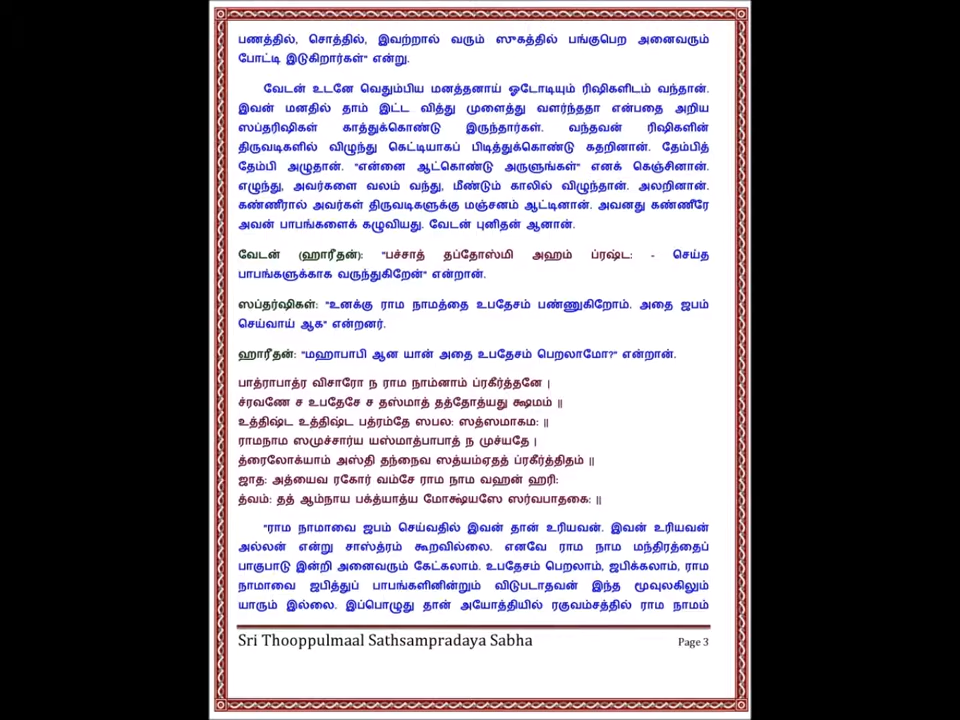 பணத்தில், சொத்தில், இவற்றால் வரும் ஸுகத்தில் பங்குபெற அனைவரும்
போட்டி இடுகிறார்கள்" என்று.
வேடன் உடனே வெதும்பிய மனத்தனாய் ஓடோடியும் ரிஷிகளிடம் வந்தான்.
இவன் மனதில் தாம் இட்ட வித்து முளைத்து வளர்ந்ததா என்பதை அறிய
ஸப்தரிஷிகள் காத்துக்கொண்டு இருந்தார்கள். வந்தவன் ரிஷிகளின்
திருவடிகளில் விழுந்து கெட்டியாகப் பிடித்துக்கொண்டு கதறினான். தேம்பித்
தேம்பி அழுதான். "என்னை ஆட்கொண்டு அருளுங்கள்" எனக் கெஞ்சினான்.
எழுந்து, அவர்களை வலம் வந்து, மீண்டும் காலில் விழுந்தான். அலறினான்.
கண்ணீரால் அவர்கள் திருவடிகளுக்கு மஞ்சனம் ஆட்டினான். அவனது கண்ணீரே
அவன் பாபங்களைக் கழுவியது. வேடன் புனிதன் ஆனான்.
வேடன் (ஹாரீதன்): "பச்சாத் தப்தோஸ்மி அஹம் ப்ரஷ்ட: - செய்த
பாபங்களுக்காக வருந்துகிறேன்" என்றான்.
ஸப்தர்ஷிகள்: "உனக்கு ராம நாமத்தை உபதேசம் பண்ணுகிறோம். அதை ஜபம்
செய்வாய் ஆக" என்றனர்.
ஹாரீதன்: "மஹாபாபி ஆன யான் அதை உபதேசம் பெறலாமோ?" என்றான்.
பாத்ராபாத்ர விசாரோ ந ராம நாம்னாம் ப்ரகீர்த்தனே |
ச்ரவணே ச உபதேசே ச தஸ்மாத் தத்தோத்யது க்ஷமம் ||
உத்திஷ்ட உத்திஷ்ட பத்ரம்தே ஸபல: ஸத்ஸமாகம: ||
ராமநாம ஸமுச்சார்ய யஸ்மாத்பாபாத் ந முச்யதே |
த்ரைலோக்யாம் அஸ்தி தந்நைவ ஸத்யம்ஏதத் ப்ரகீர்த்திதம் ||
ஜாத: அத்யைவ ரகோர் வம்சே ராம நாம வஹன் ஹரி:
த்வம்: தத் ஆம்நாய பக்த்யாத்ய மோக்ஷ்யஸே ஸர்வபாதகை: ||
"ராம நாமாவை ஜபம் செய்வதில் இவன் தான் உரியவன். இவன் உரியவன்
அல்லன் என்று சாஸ்த்ரம் கூறவில்லை. எனவே ராம நாம மந்திரத்தைப்
பாகுபாடு இன்றி அனைவரும் கேட்கலாம். உபதேசம் பெறலாம், ஜபிக்கலாம், ராம
நாமாவை ஜபித்துப் பாபங்களினின்றும் விடுபடாதவன் இந்த மூவுலகிலும்
யாரும் இல்லை. இப்பொழுது தான் அயோத்தியில் ரகுவம்சத்தில் ராம நாமம்
Sri Thooppulmaal Sathsampradaya Sabha Page 3